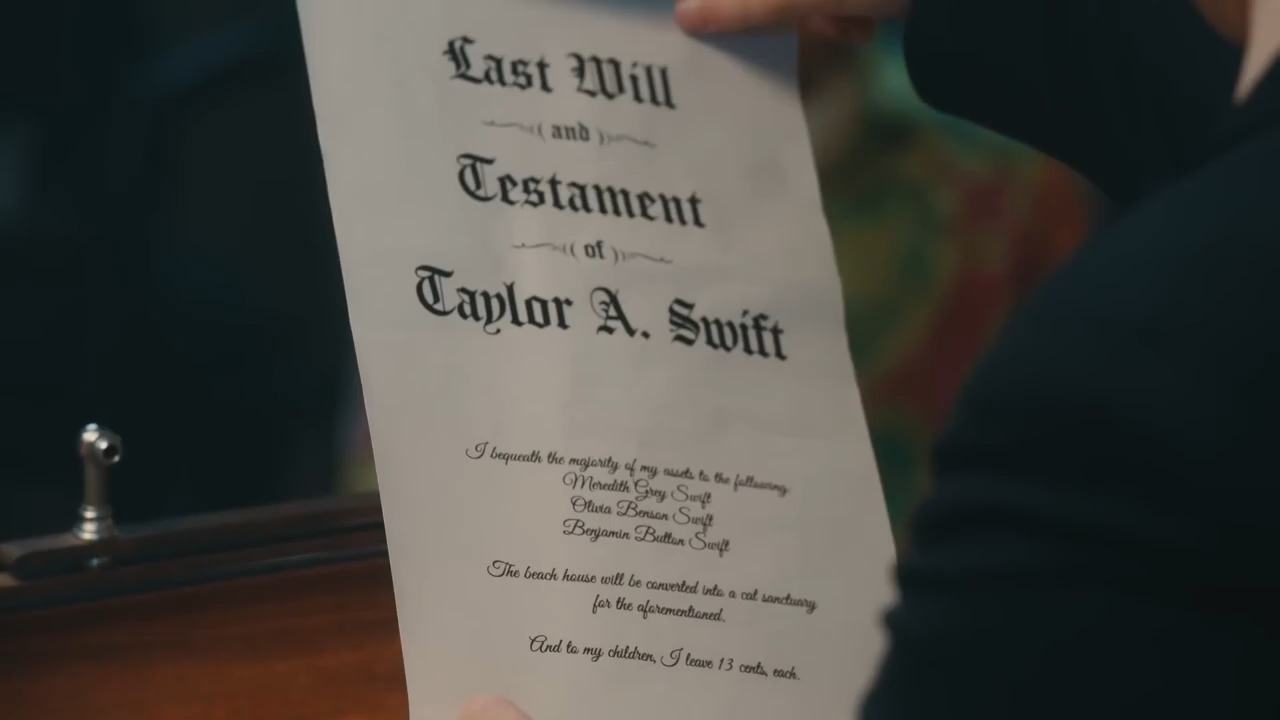 Last Will
and
Testament
of
Taylor A. Swift
I bequeath the majority of my assets to the following
Meredith Grey Swift
Olivia Benson Swift
Benjamin Button Swift
The beach house will be converted into a cat sanctuary
for the aforementioned.
And to my children, I leave 13 cents, each.